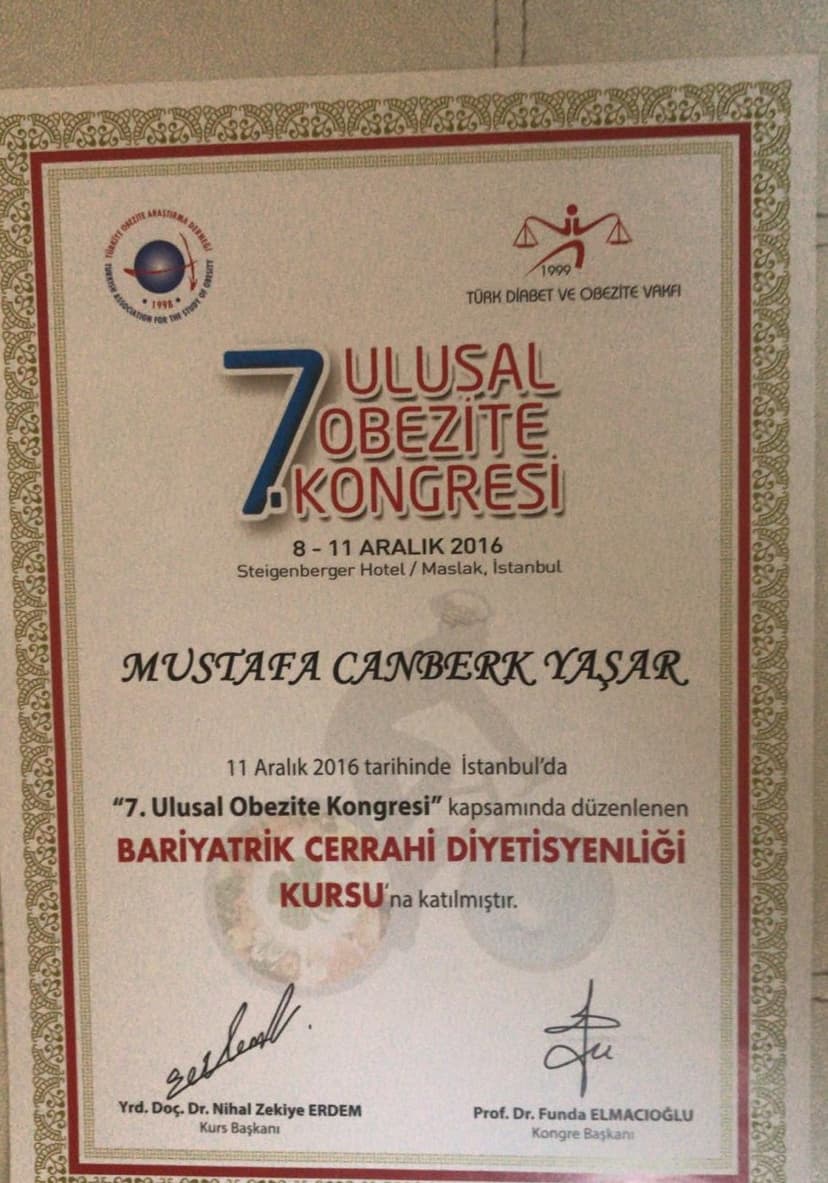 TÜRKİYE OBEZİTE ARAŞTIRMA DERNEĞİ
TURKISH ASSOCIATION FOR THE STUDY OF OBESITY
• 1998 •
1999
TÜRK DİABET VE OBEZİTE VAKFI
7. ULUSAL
OBEZİTE
KONGRESİ
8 - 11 ARALIK 2016
Steigenberger Hotel / Maslak, İstanbul
MUSTAFA CANBERK YAŞAR
11 Aralık 2016 tarihinde İstanbul'da
“7. Ulusal Obezite Kongresi” kapsamında düzenlenen
BARİYATRİK CERRAHİ DİYETİSYENLİĞİ
KURSU'na katılmıştır.
Yrd. Doç. Dr. Nihal Zekiye ERDEM
Kurs Başkanı
Prof. Dr. Funda ELMACIOĞLU
Kongre Başkanı